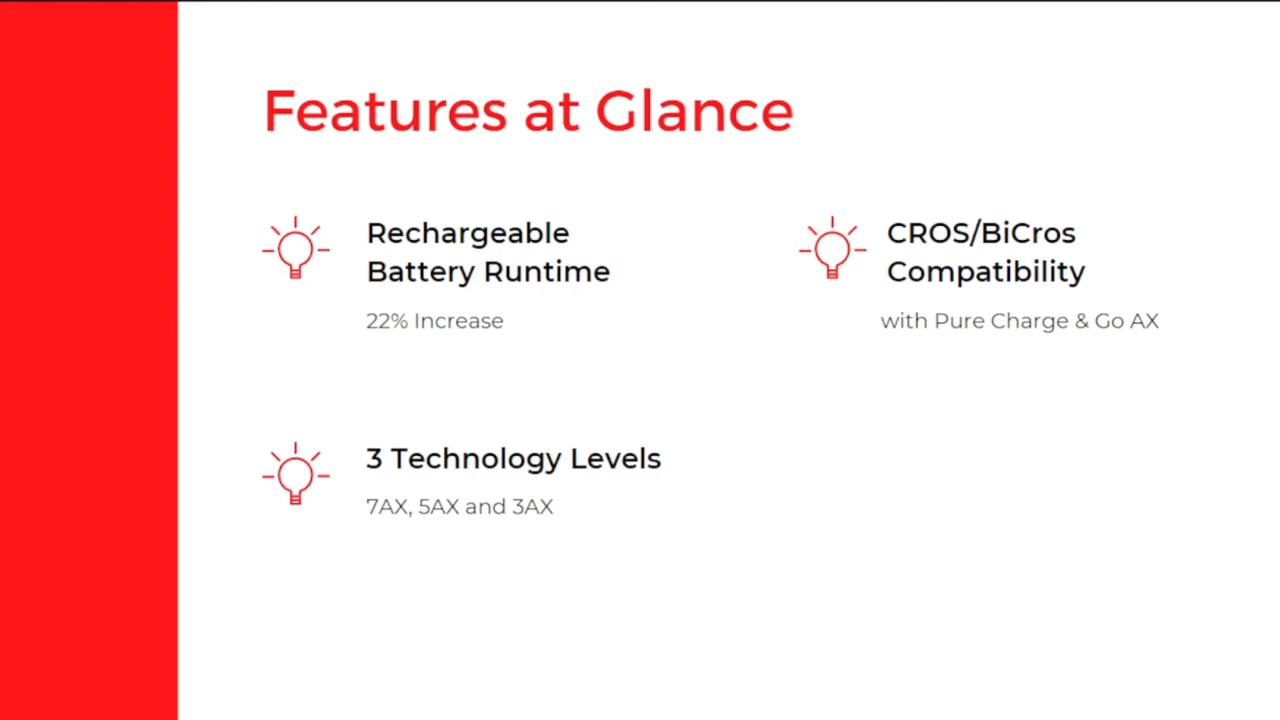 Features at Glance
Rechargeable
Battery Runtime
22% Increase
CROS/BiCros
Compatibility
with Pure Charge & Go AX
3 Technology Levels
7AX, 5AX and 3AX